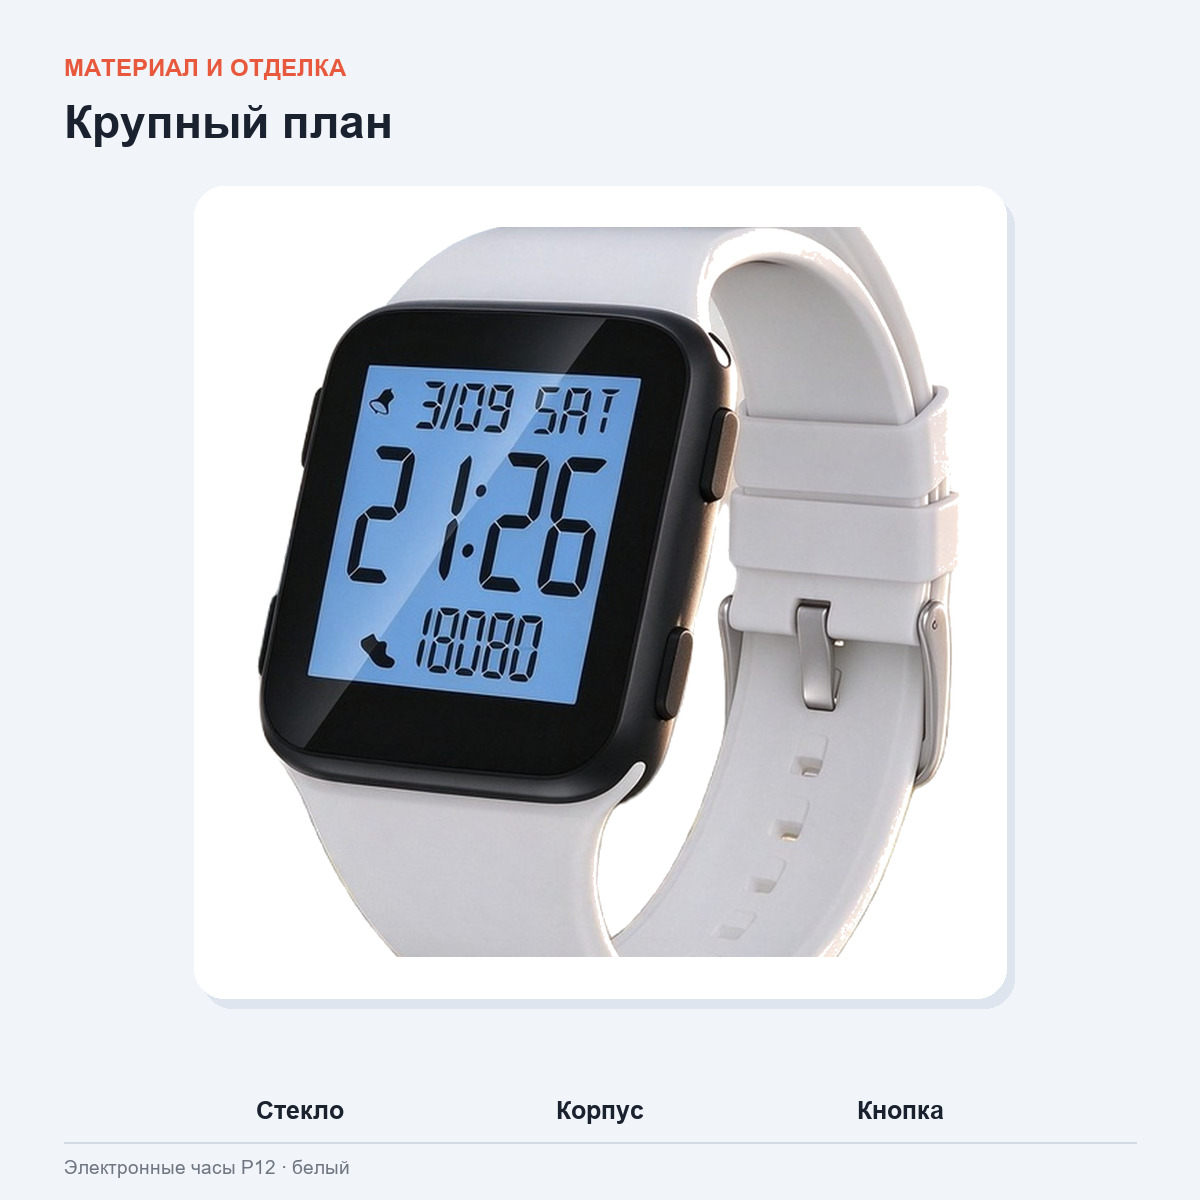 МАТЕРИАЛ И ОТДЕЛКА
Крупный план
3/09 SAT
21:26
18080
Стекло Корпус Кнопка
Электронные часы P12 · белый